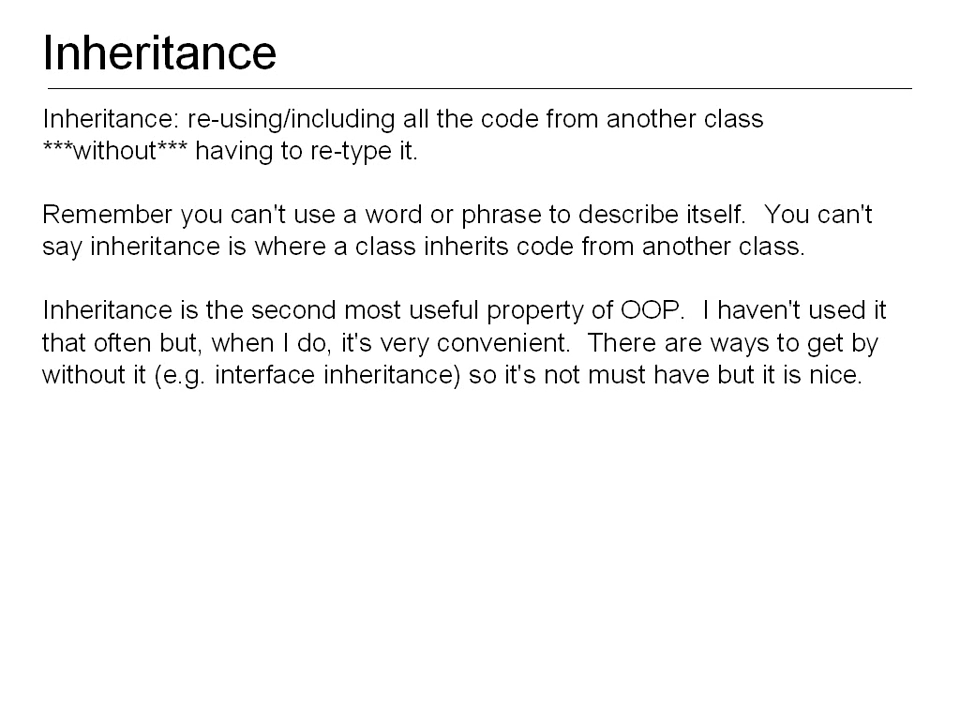 Inheritance
Inheritance: re-using/including all the code from another class
***without*** having to re-type it.
Remember you can't use a word or phrase to describe itself.  You can't
say inheritance is where a class inherits code from another class.
Inheritance is the second most useful property of OOP.  I haven't used it
that often but, when I do, it's very convenient.  There are ways to get by
without it (e.g. interface inheritance) so it's not must have but it is nice.